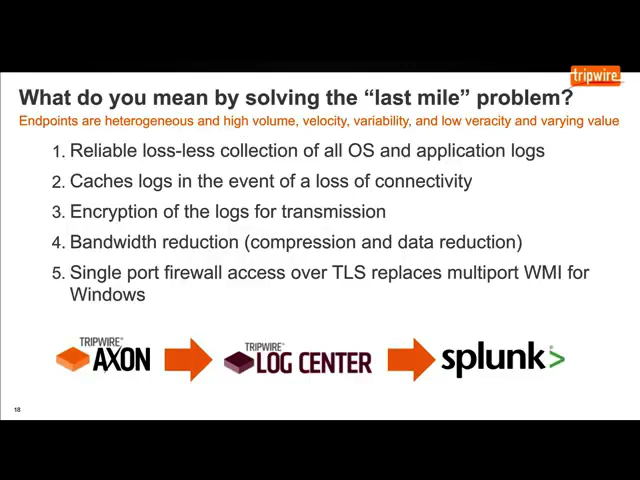 tripwire
What do you mean by solving the “last mile” problem?
Endpoints are heterogeneous and high volume, velocity, variability, and low veracity and varying value
1. Reliable loss-less collection of all OS and application logs
2. Caches logs in the event of a loss of connectivity
3. Encryption of the logs for transmission
4. Bandwidth reduction (compression and data reduction)
5. Single port firewall access over TLS replaces multiport WMI for
Windows
TRIPWIRE®
AXON
TRIPWIRE®
LOG CENTER
splunk>
18